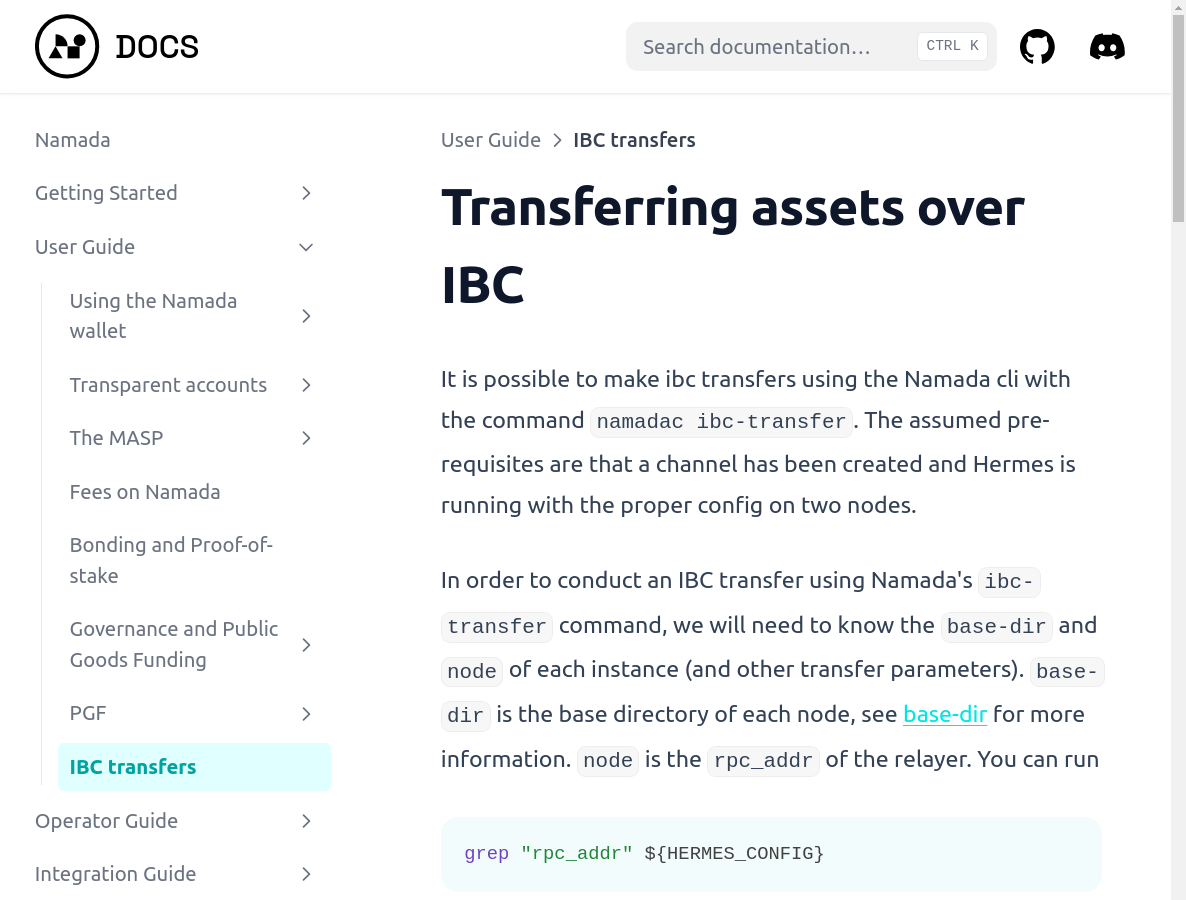 DOCS
Search documentation…
CTRL K
Namada
Getting Started
User Guide
Using the Namada
wallet
Transparent accounts
The MASP
Fees on Namada
Bonding and Proof-of-
stake
Governance and Public
Goods Funding
PGF
IBC transfers
Operator Guide
Integration Guide
User Guide > IBC transfers
Transferring assets over
IBC
It is possible to make ibc transfers using the Namada cli with
the command namadac ibc-transfer. The assumed pre-
requisites are that a channel has been created and Hermes is
running with the proper config on two nodes.
In order to conduct an IBC transfer using Namada's ibc-
transfer command, we will need to know the base-dir and
node of each instance (and other transfer parameters). base-
dir is the base directory of each node, see base-dir for more
information. node is the rpc_addr of the relayer. You can run
grep "rpc_addr" ${HERMES_CONFIG}